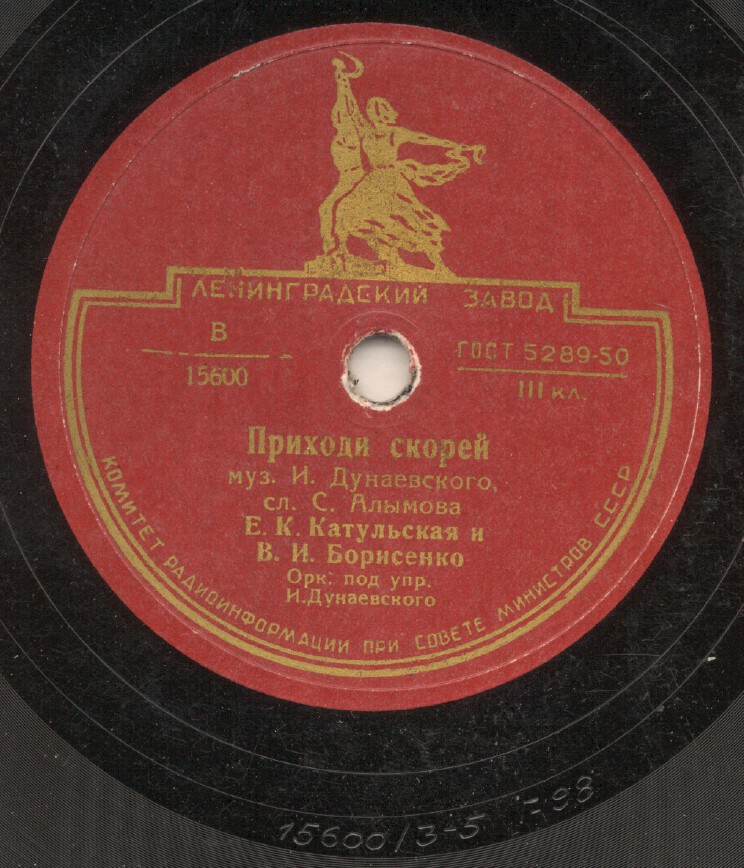 ЛЕНИНГРАДСКИЙ ЗАВОД
В
15600
ГОСТ 5289-50
III кл.
Приходи скорей
муз. И. Дунаевского,
сл. С. Алымова
Е. К. Катульская и
В. И. Борисенко
Орк. под упр.
И.Дунаевского
КОМИТЕТ РАДИОИНФОРМАЦИИ ПРИ СОВЕТЕ МИНИСТРОВ СССР
15600/3-5 Г-98